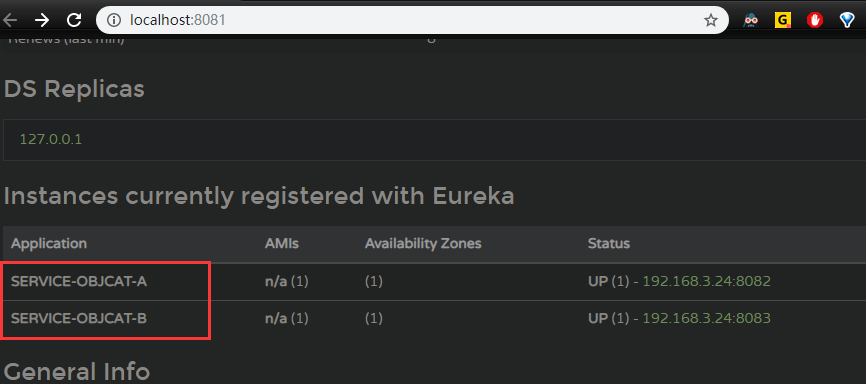 localhost:8081
Renews (last min) 8
DS Replicas
127.0.0.1
Instances currently registered with Eureka
Application AMIs Availability Zones Status
SERVICE-OBJCAT-A n/a (1) (1) UP (1) - 192.168.3.24:8082
SERVICE-OBJCAT-B n/a (1) (1) UP (1) - 192.168.3.24:8083
General Info